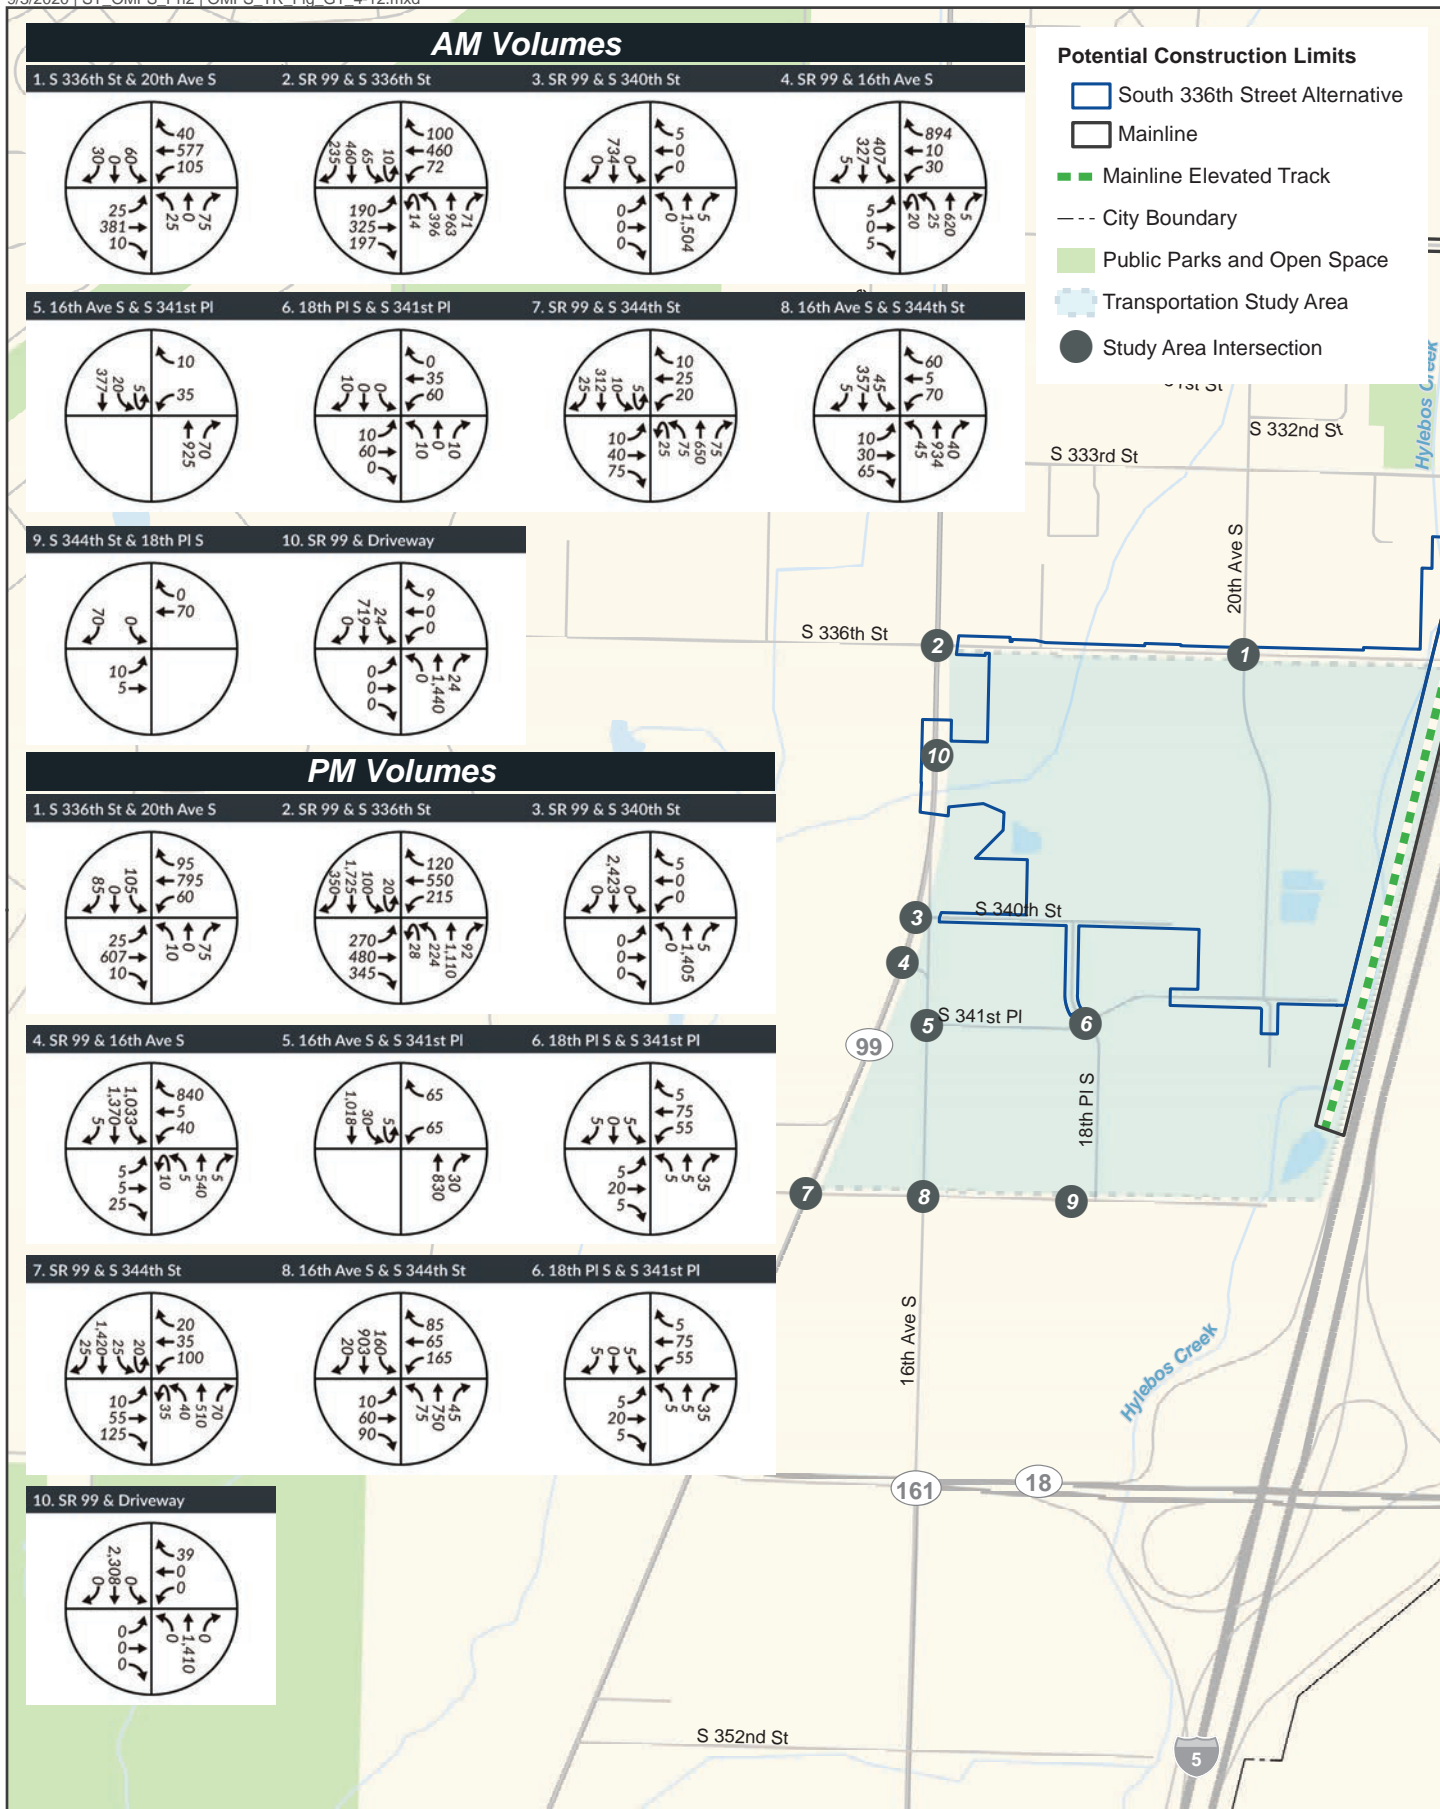 AM Volumes
1. S 336th St & 20th Ave S
30 0 60
40
577
105
25
381
10
25 0 75
2. SR 99 & S 336th St
235 460 65 10
100
460
72
190
325
197
14 396 963 71
3. SR 99 & S 340th St
0 734 0
5
0
0
0
0
0
0 1,504 5
4. SR 99 & 16th Ave S
5 327 407
894
10
30
5
0
5
20 25 620 5
5. 16th Ave S & S 341st Pl
377 20 5
10
35
925 70
6. 18th Pl S & S 341st Pl
10 0 0
0
35
60
10
60
0
10 0 10
7. SR 99 & S 344th St
25 312 10 5
10
25
20
10
40
75
25 75 650 75
8. 16th Ave S & S 344th St
5 357 45
60
5
70
10
30
65
45 934 40
9. S 344th St & 18th Pl S
70 0
0
70
10
5
10. SR 99 & Driveway
0 719 24
9
0
0
0
0
0
0 1,440 24
PM Volumes
1. S 336th St & 20th Ave S
85 0 105
95
795
60
25
607
10
10 0 75
2. SR 99 & S 336th St
350 1,725 100 20
120
550
215
270
480
345
28 224 1,110 92
3. SR 99 & S 340th St
0 2,423 0
5
0
0
0
0
0
0 1,405 5
4. SR 99 & 16th Ave S
5 1,370 1,033
840
5
40
5
5
25
10 5 540 5
5. 16th Ave S & S 341st Pl
1,018 30 5
65
65
830 30
6. 18th Pl S & S 341st Pl
5 0 5
5
75
55
5
20
5
5 5 35
7. SR 99 & S 344th St
25 1,420 25 20
20
35
100
10
55
125
35 40 510 70
8. 16th Ave S & S 344th St
20 903 160
85
65
165
10
60
90
75 750 45
6. 18th Pl S & S 341st Pl
5 0 5
5
75
55
5
20
5
5 5 35
10. SR 99 & Driveway
0 2,308 0
39
0
0
0
0
0
0 1,410 0
Potential Construction Limits
South 336th Street Alternative
Mainline
Mainline Elevated Track
City Boundary
Public Parks and Open Space
Transportation Study Area
Study Area Intersection
S 332nd St
S 333rd St
Hylebos Creek
20th Ave S
S 336th St
2
1
10
3
S 340th St
4
5
S 341st Pl
6
99
18th Pl S
7
8
9
16th Ave S
Hylebos Creek
161
18
S 352nd St
5